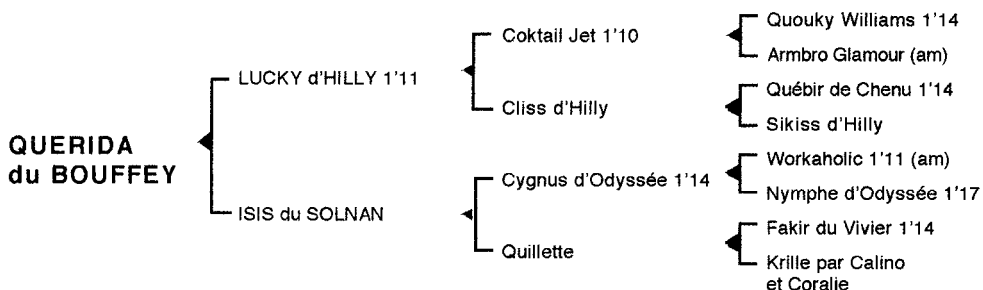 QUERIDA
du BOUFFEY
LUCKY d'HILLY 1'11
ISIS du SOLNAN
Coktail Jet 1'10
Cliss d'Hilly
Cygnus d'Odyssée 1'14
Quillette
Quouky Williams 1'14
Armbro Glamour (am)
Québir de Chenu 1'14
Sikiss d'Hilly
Workaholic 1'11 (am)
Nymphe d'Odyssée 1'17
Fakir du Vivier 1'14
Krille par Calino
et Coralie